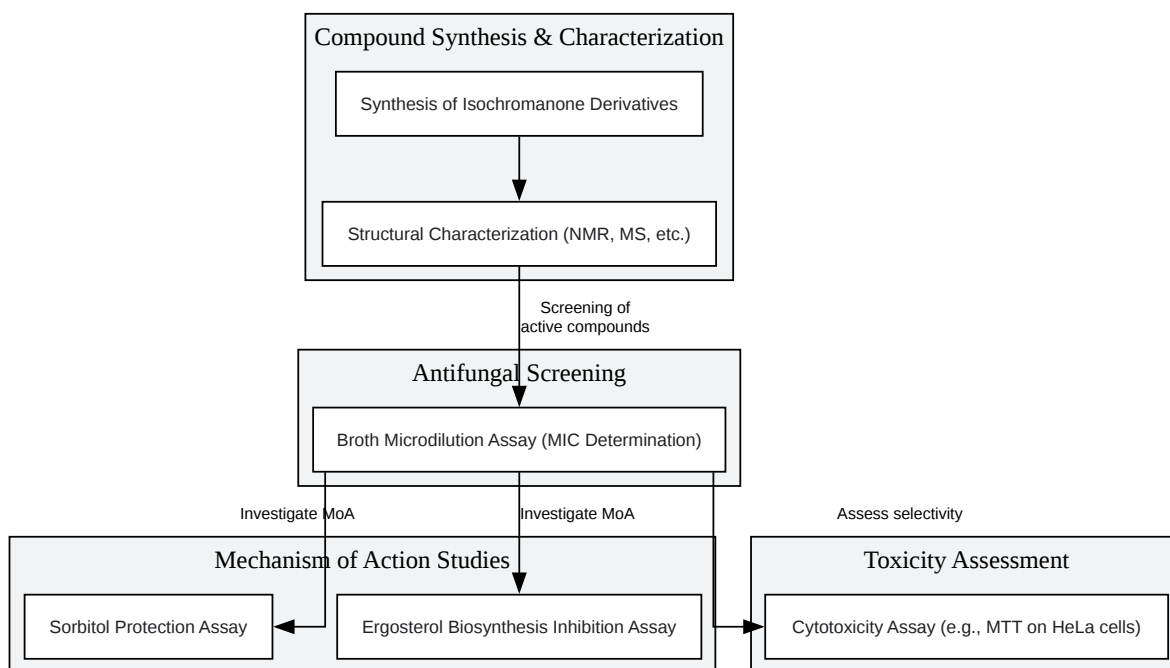 Compound Synthesis & Characterization
Synthesis of Isochromanone Derivatives
Structural Characterization (NMR, MS, etc.)
Screening of
active compounds
Antifungal Screening
Broth Microdilution Assay (MIC Determination)
Investigate MoA
Investigate MoA
Assess selectivity
Mechanism of Action Studies
Toxicity Assessment
Sorbitol Protection Assay
Ergosterol Biosynthesis Inhibition Assay
Cytotoxicity Assay (e.g., MTT on HeLa cells)